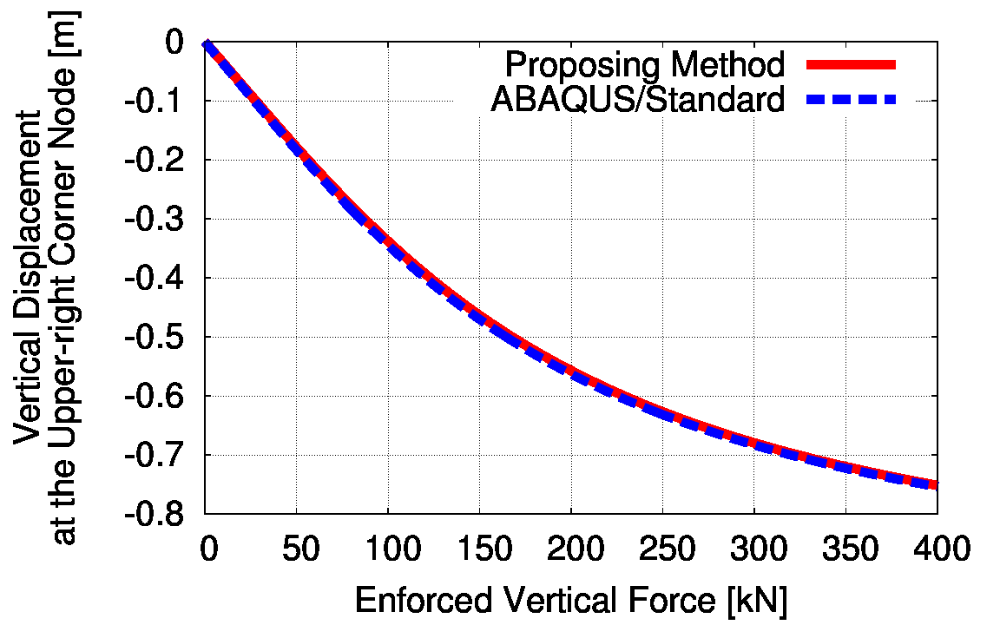 Vertical Displacement
at the Upper-right Corner Node [m]
0
-0.1
-0.2
-0.3
-0.4
-0.5
-0.6
-0.7
-0.8
Proposing Method
ABAQUS/Standard
0 50 100 150 200 250 300 350 400
Enforced Vertical Force [kN]